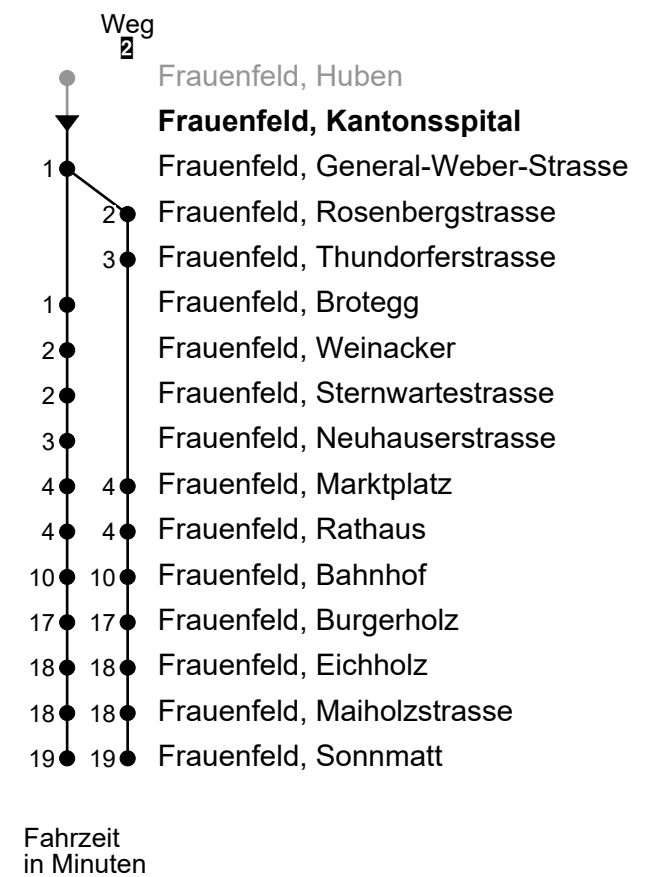 Weg
2
Frauenfeld, Huben
Frauenfeld, Kantonsspital
1 Frauenfeld, General-Weber-Strasse
2 Frauenfeld, Rosenbergstrasse
3 Frauenfeld, Thundorferstrasse
1 Frauenfeld, Brotegg
2 Frauenfeld, Weinacker
2 Frauenfeld, Sternwartestrasse
3 Frauenfeld, Neuhauserstrasse
4 4 Frauenfeld, Marktplatz
4 4 Frauenfeld, Rathaus
10 10 Frauenfeld, Bahnhof
17 17 Frauenfeld, Burgerholz
18 18 Frauenfeld, Eichholz
18 18 Frauenfeld, Maiholzstrasse
19 19 Frauenfeld, Sonnmatt
Fahrzeit
in Minuten